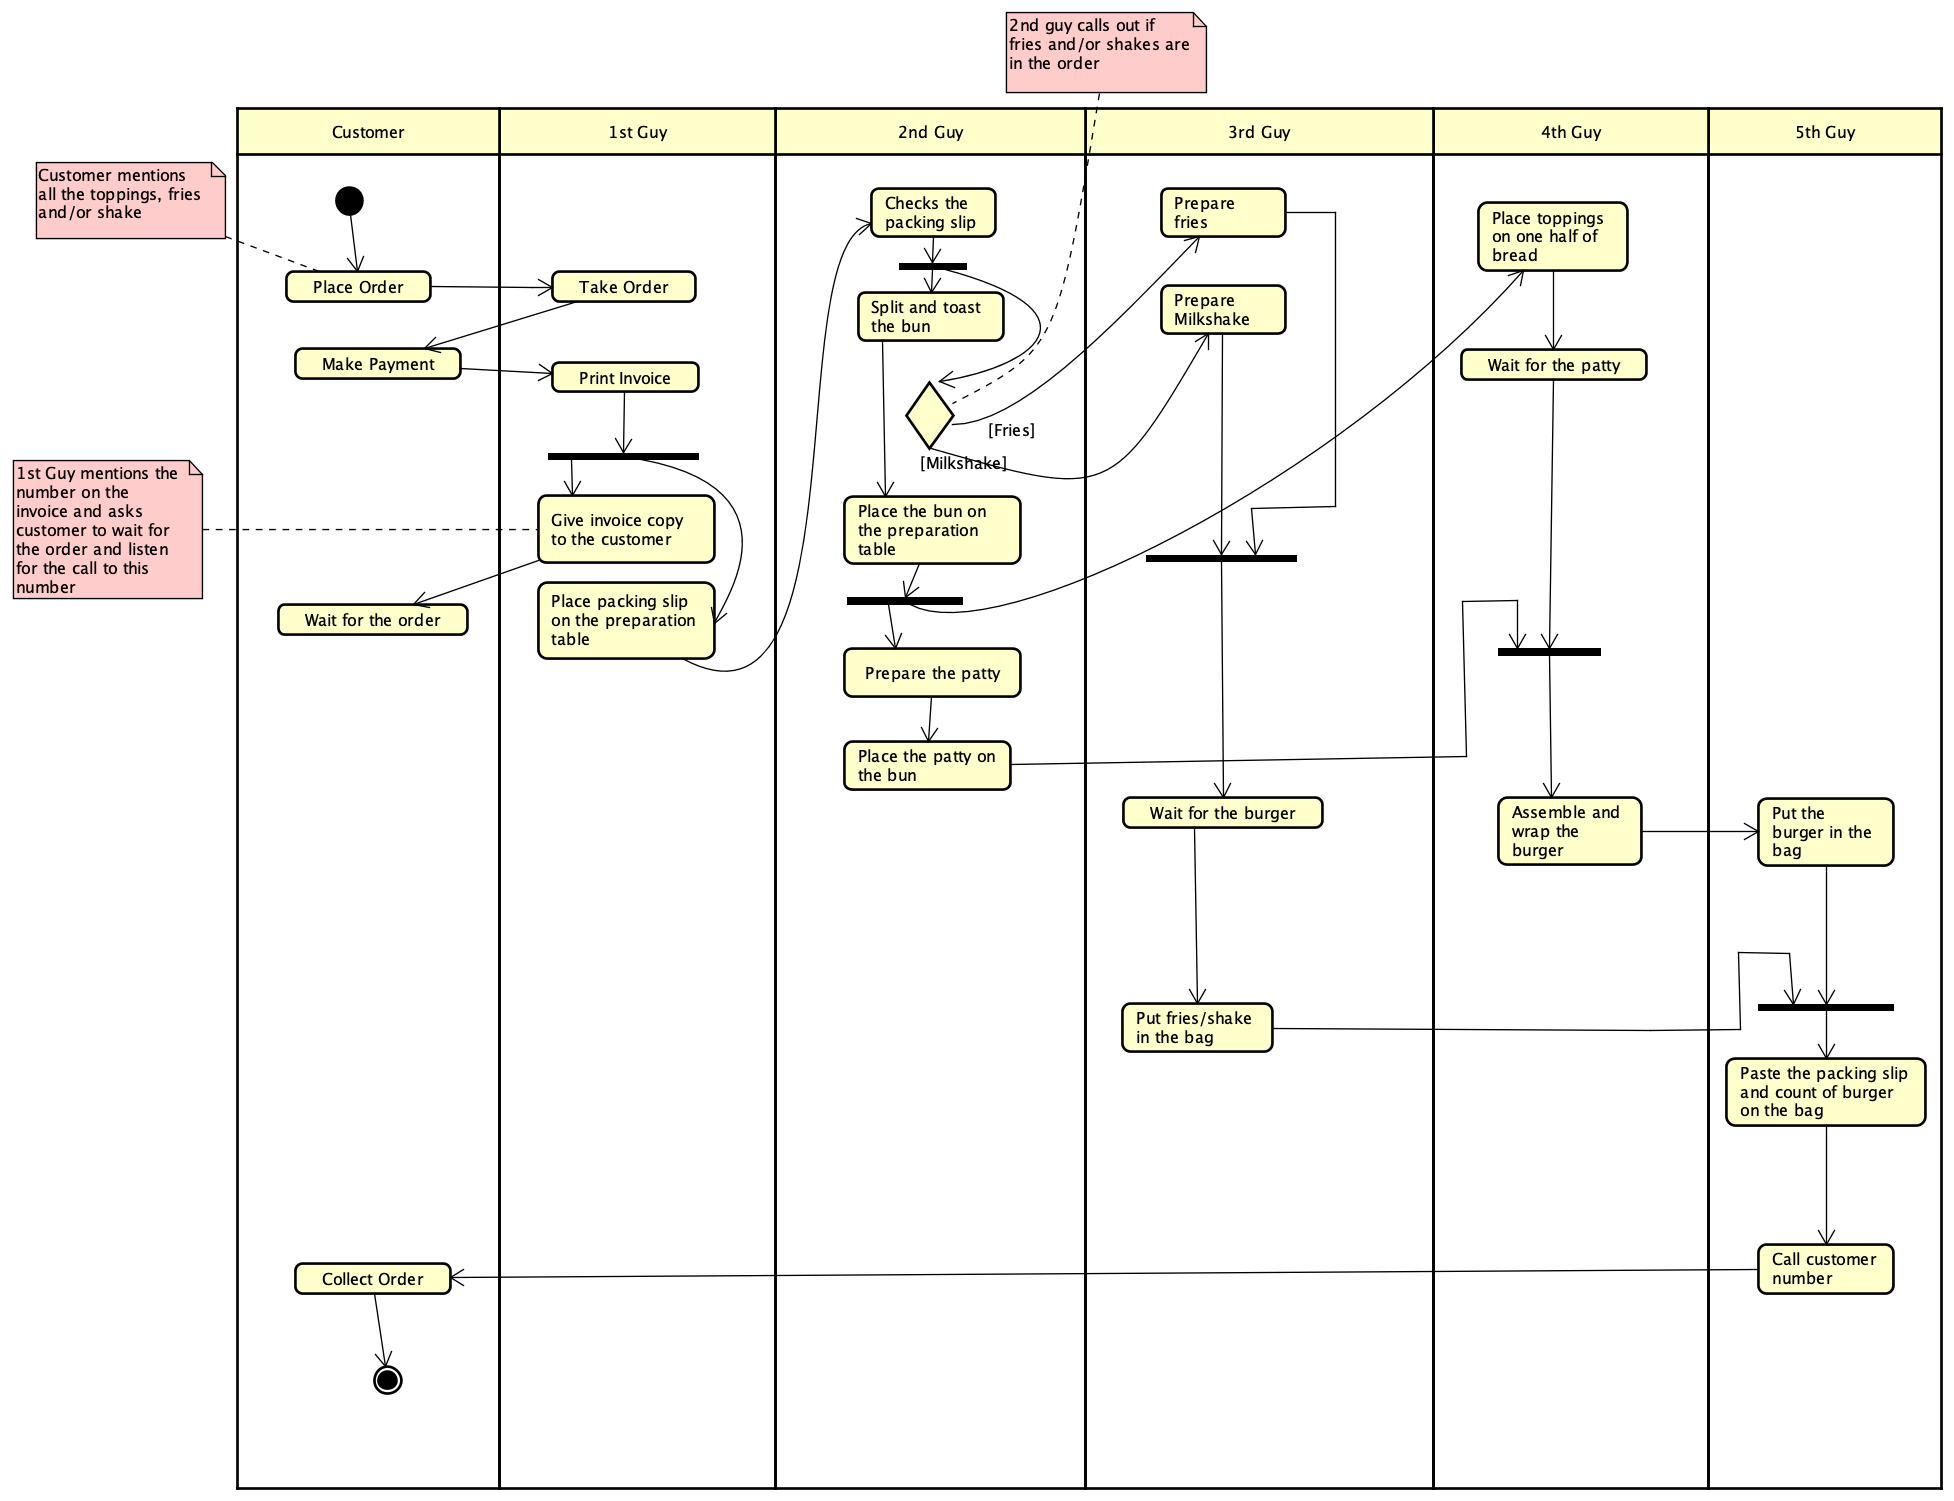 2nd guy calls out if
fries and/or shakes are
in the order
Customer
1st Guy
2nd Guy
3rd Guy
4th Guy
5th Guy
Customer mentions
all the toppings, fries
and/or shake
Place Order
Make Payment
Take Order
Print Invoice
1st Guy mentions the
number on the
invoice and asks
customer to wait for
the order and listen
for the call to this
number
Give invoice copy
to the customer
Wait for the order
Place packing slip
on the preparation
table
Checks the
packing slip
Split and toast
the bun
[Fries]
[Milkshake]
Place the bun on
the preparation
table
Prepare the patty
Place the patty on
the bun
Prepare
fries
Prepare
Milkshake
Wait for the burger
Put fries/shake
in the bag
Place toppings
on one half of
bread
Wait for the patty
Assemble and
wrap the
burger
Put the
burger in the
bag
Paste the packing slip
and count of burger
on the bag
Call customer
number
Collect Order